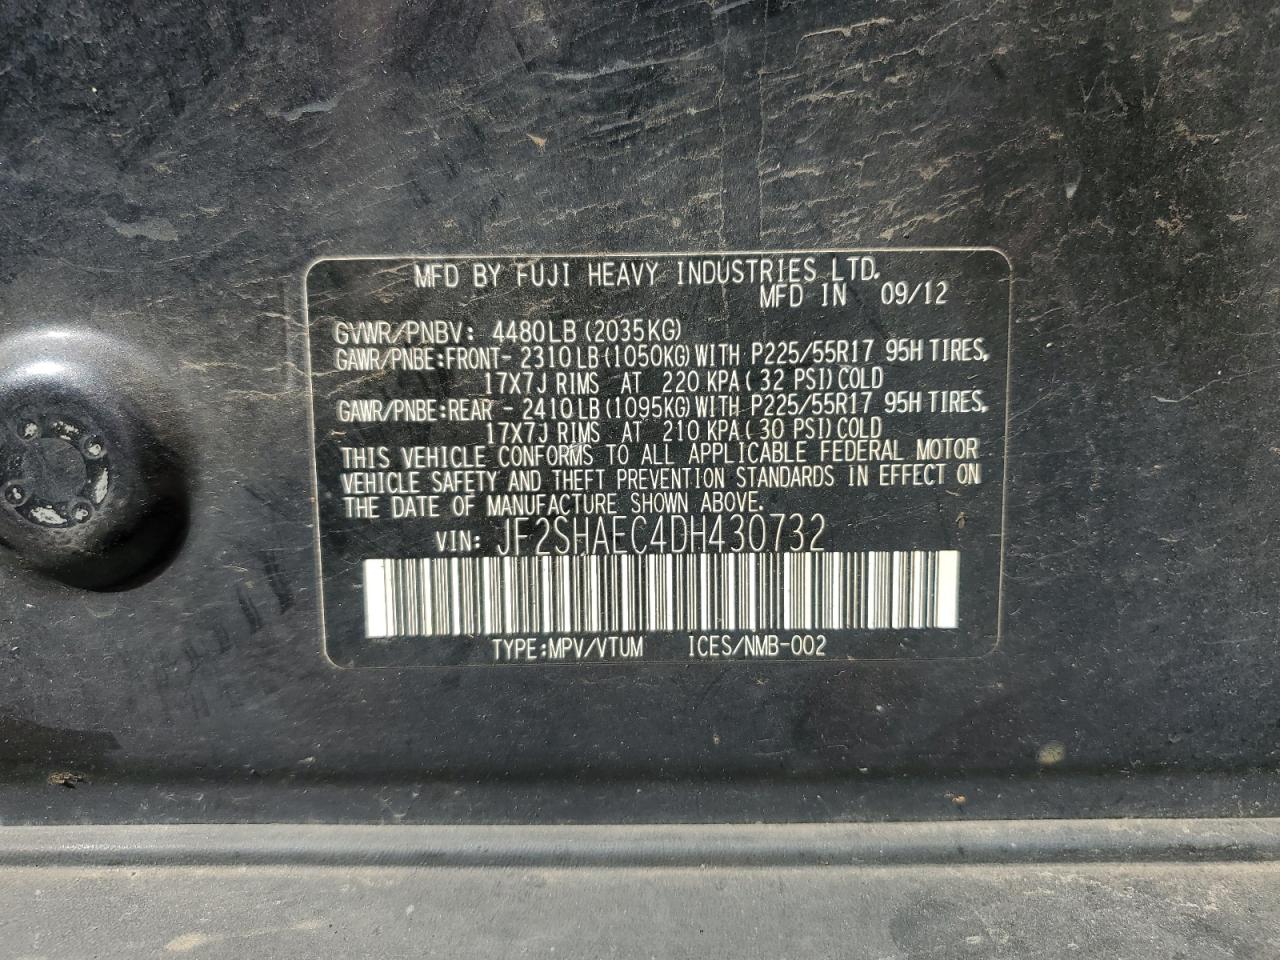 MFD BY FUJI HEAVY INDUSTRIES LTD.
MFD IN 09/12
GVWR/PNBV: 4480LB(2035KG)
GAWR/PNBE:FRONT- 2310LB(1050KG)WITH P225/55R17 95H TIRES,
17X7J RIMS AT 220 KPA(32 PSI)COLD
GAWR/PNBE:REAR - 2410LB(1095KG)WITH P225/55R17 95H TIRES,
17X7J RIMS AT 210 KPA(30 PSI)COLD
THIS VEHICLE CONFORMS TO ALL APPLICABLE FEDERAL MOTOR
VEHICLE SAFETY AND THEFT PREVENTION STANDARDS IN EFFECT ON
THE DATE OF MANUFACTURE SHOWN ABOVE.
VIN: JF2SHAEC4DH430732
TYPE:MPV/VTUM ICES/NMB-002